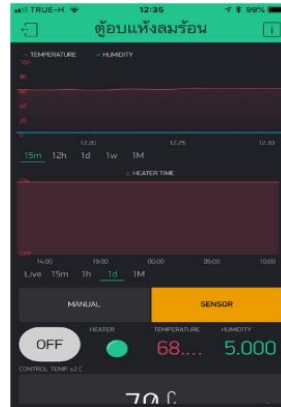 TRUE-H 12:35 99%
ตู้อบแห้งลมร้อน
TEMPERATURE HUMIDITY
100
80
60
40
20
0
12:20 12:25 12:30
15m 12h 1d 1w 1M
HEATER TIME
ON
OFF
14:00 19:00 00:00 05:00 10:00
Live 15m 1h 1d 1M
MANUAL SENSOR
HEATER TEMPERATURE HUMIDITY
OFF 68.... 5.000
CONTROL TEMP ±2 C
70 C